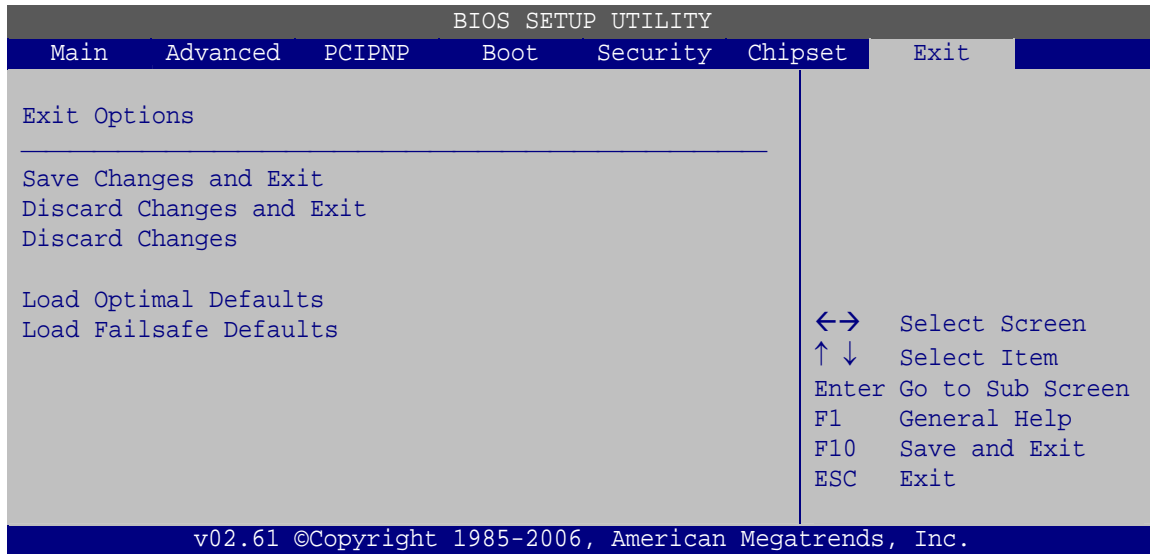 BIOS SETUP UTILITY
Main Advanced PCIPNP Boot Security Chipset Exit
Exit Options
Save Changes and Exit
Discard Changes and Exit
Discard Changes
Load Optimal Defaults
Load Failsafe Defaults
←→ Select Screen
↑ ↓ Select Item
Enter Go to Sub Screen
F1 General Help
F10 Save and Exit
ESC Exit
v02.61 ©Copyright 1985-2006, American Megatrends, Inc.